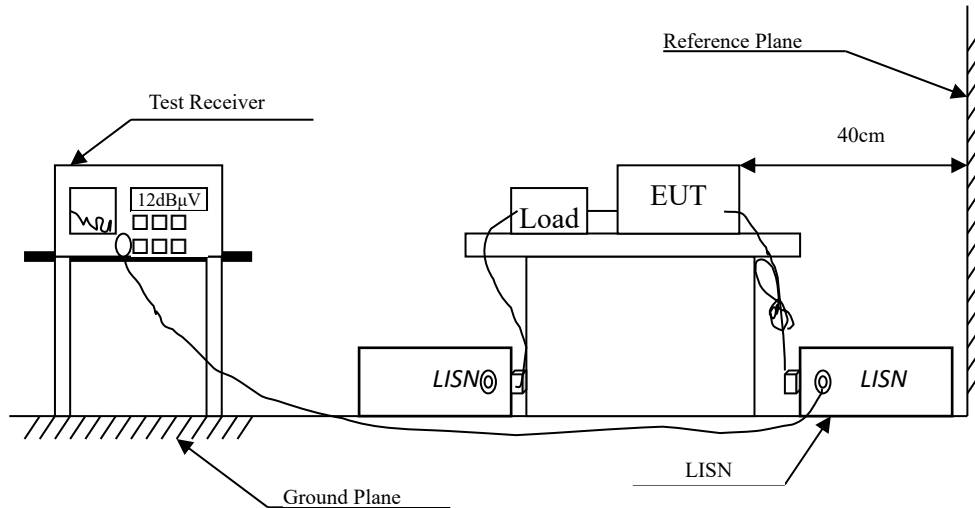 Reference Plane
Test Receiver
40cm
12dBμV
EUT
Load
LISN
LISN
LISN
Ground Plane